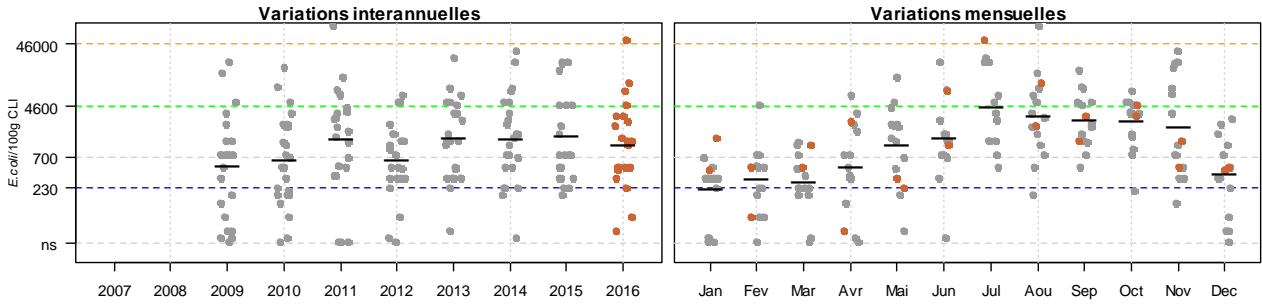 Variations interannuelles
Variations mensuelles
E.coli/100g CLI
46000
4600
700
230
ns
2007 2008 2009 2010 2011 2012 2013 2014 2015 2016
Jan Fev Mar Avr Mai Jun Jul Aou Sep Oct Nov Dec